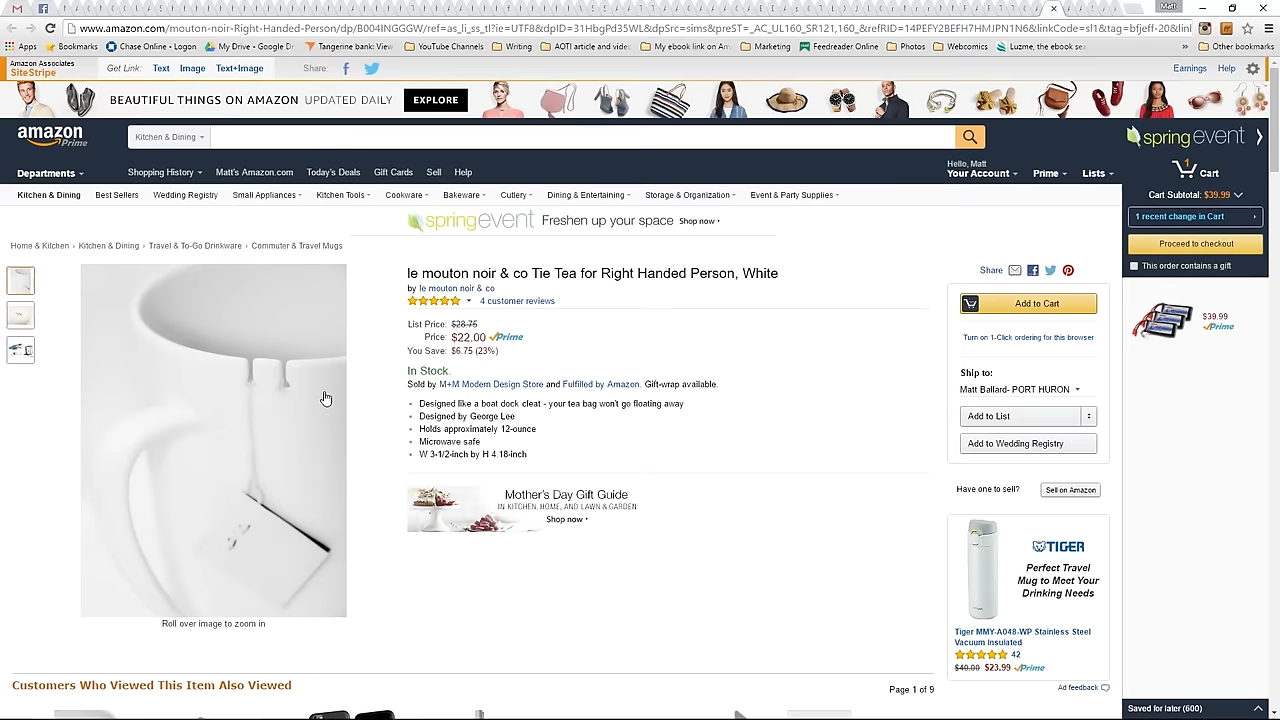 Matt
www.amazon.com/mouton-noir-Right-Handed-Person/dp/B004INGGGW/ref=as_li_ss_tl?ie=UTF8&dpID=31HbgPd35WL&dpSrc=sims&preST=_AC_UL160_SR121,160_&refRID=14PEFY2BEFH7HMJPN1N6&linkCode=sl1&tag=bfjeff-20&linl
Apps Bookmarks Chase Online - Logon My Drive - Google Dr Tangerine bank: View YouTube Channels Writing AOTI article and video My ebook link on Am Marketing Feedreader Online Photos Webcomics Luzme, the ebook sea » Other bookmarks
Amazon Associates
SiteStripe
Get Link: Text Image Text+Image Share: Earnings Help
BEAUTIFUL THINGS ON AMAZON UPDATED DAILY EXPLORE
amazon
Prime
Kitchen & Dining
springevent
Departments Shopping History Matt's Amazon.com Today's Deals Gift Cards Sell Help
Hello, Matt
Your Account Prime Lists 1 Cart
Kitchen & Dining Best Sellers Wedding Registry Small Appliances Kitchen Tools Cookware Bakeware Cutlery Dining & Entertaining Storage & Organization Event & Party Supplies
Cart Subtotal: $39.99
1 recent change in Cart
Proceed to checkout
This order contains a gift
$39.99
Prime
springevent Freshen up your space Shop now
Home & Kitchen › Kitchen & Dining › Travel & To-Go Drinkware › Commuter & Travel Mugs
le mouton noir & co Tie Tea for Right Handed Person, White
by le mouton noir & co
4 customer reviews
List Price: $28.75
Price: $22.00 Prime
You Save: $6.75 (23%)
In Stock.
Sold by M+M Modern Design Store and Fulfilled by Amazon. Gift-wrap available.
• Designed like a boat dock cleat - your tea bag won't go floating away
• Designed by George Lee
• Holds approximately 12-ounce
• Microwave safe
• W 3-1/2-inch by H 4.18-inch
Mother's Day Gift Guide
IN KITCHEN, HOME, AND LAWN & GARDEN
Shop now
Roll over image to zoom in
Share
Add to Cart
Turn on 1-Click ordering for this browser
Ship to:
Matt Ballard- PORT HURON
Add to List
Add to Wedding Registry
Have one to sell? Sell on Amazon
TIGER
Perfect Travel
Mug to Meet Your
Drinking Needs
Tiger MMY-A048-WP Stainless Steel
Vacuum Insulated
42
$40.00 $23.99 Prime
Ad feedback
Customers Who Viewed This Item Also Viewed
Page 1 of 9
Saved for later (600)